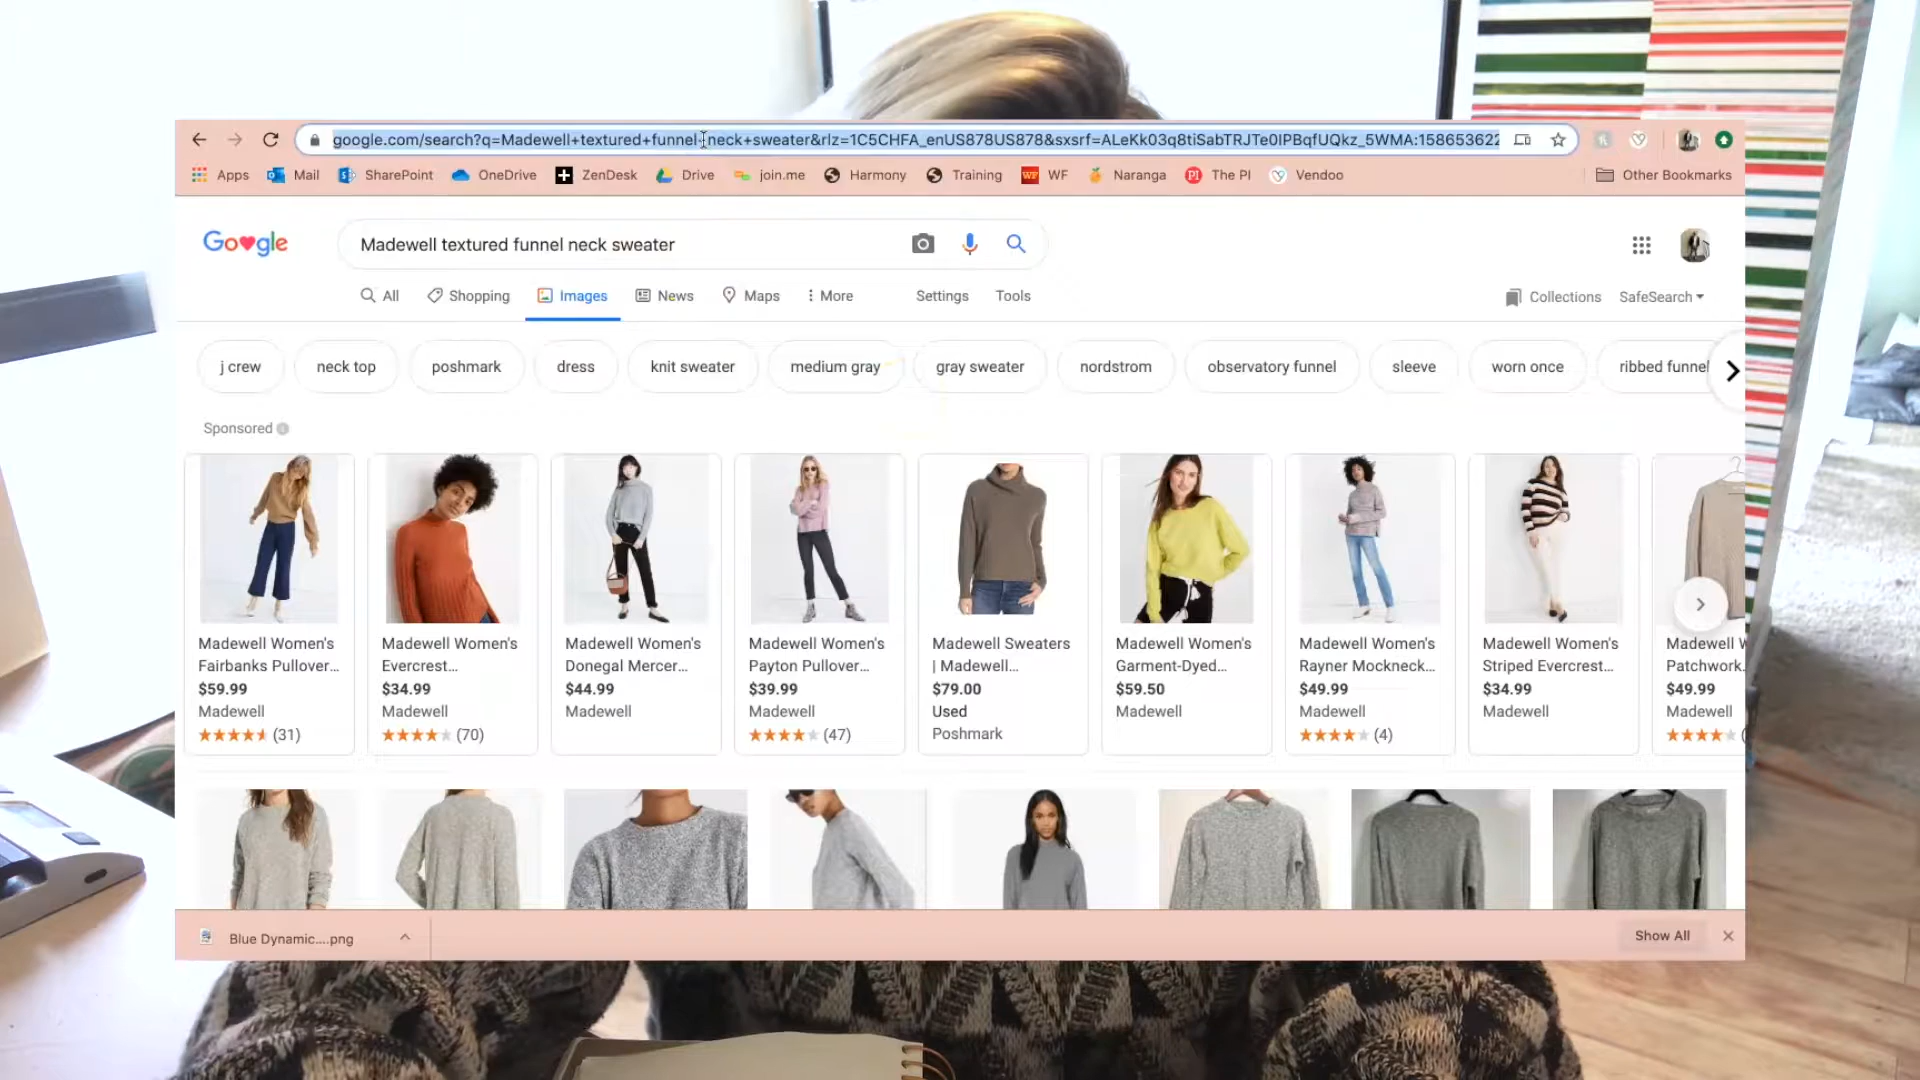 google.com/search?q=Madewell+textured+funnel+neck+sweater&rlz=1C5CHFA_enUS878US878&sxsrf=ALeKk03q8tiSabTRJTe0IPBqfUQkz_5WMA:158653622
Apps Mail SharePoint OneDrive ZenDesk Drive join.me Harmony Training WF WF Naranga PI The PI Vendoo Other Bookmarks
Google Madewell textured funnel neck sweater
All Shopping Images News Maps More Settings Tools Collections SafeSearch
j crew neck top poshmark dress knit sweater medium gray gray sweater nordstrom observatory funnel sleeve worn once ribbed funnel
Sponsored
Madewell Women's
Fairbanks Pullover...
$59.99
Madewell
(31)
Madewell Women's
Evercrest...
$34.99
Madewell
(70)
Madewell Women's
Donegal Mercer...
$44.99
Madewell
Madewell Women's
Payton Pullover...
$39.99
Madewell
(47)
Madewell Sweaters
| Madewell...
$79.00
Used
Poshmark
Madewell Women's
Garment-Dyed...
$59.50
Madewell
Madewell Women's
Rayner Mockneck...
$49.99
Madewell
(4)
Madewell Women's
Striped Evercrest...
$34.99
Madewell
Madewell W
Patchwork.
$49.99
Madewell
(
Blue Dynamic....png Show All